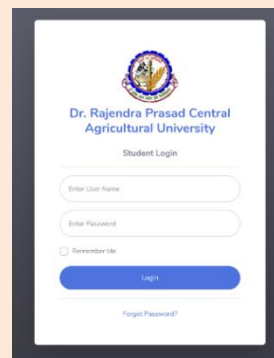 Dr. Rajendra Prasad Central
Agricultural University
Student Login
Enter User Name
Enter Password
Remember Me
Login
Forgot Password?